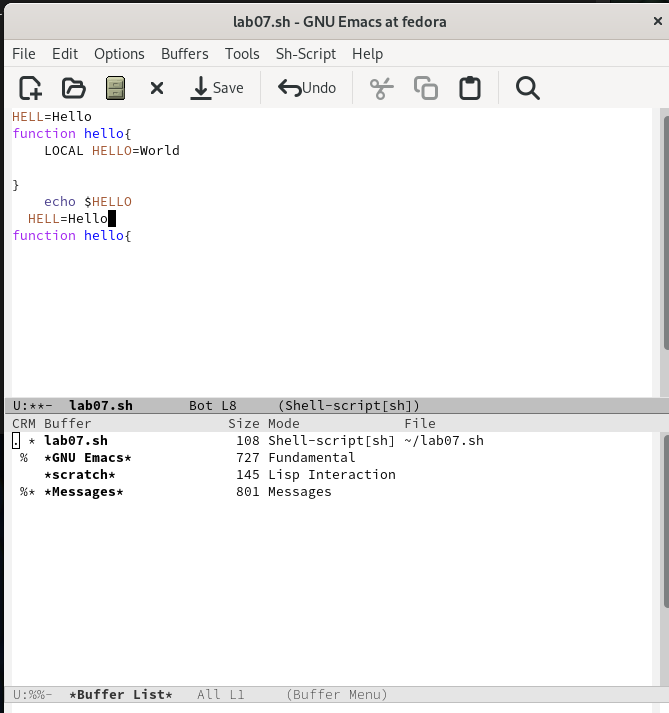 lab07.sh - GNU Emacs at fedora
File Edit Options Buffers Tools Sh-Script Help
Save Undo
HELL=Hello
function hello{
    LOCAL HELLO=World
}
    echo $HELLO
  HELL=Hello
function hello{
U:**-  lab07.sh       Bot L8     (Shell-script[sh])
CRM Buffer                 Size Mode             File
. * lab07.sh                108 Shell-script[sh] ~/lab07.sh
 %  *GNU Emacs*             727 Fundamental
    *scratch*               145 Lisp Interaction
 %* *Messages*              801 Messages
U:%%-  *Buffer List*   All L1     (Buffer Menu)